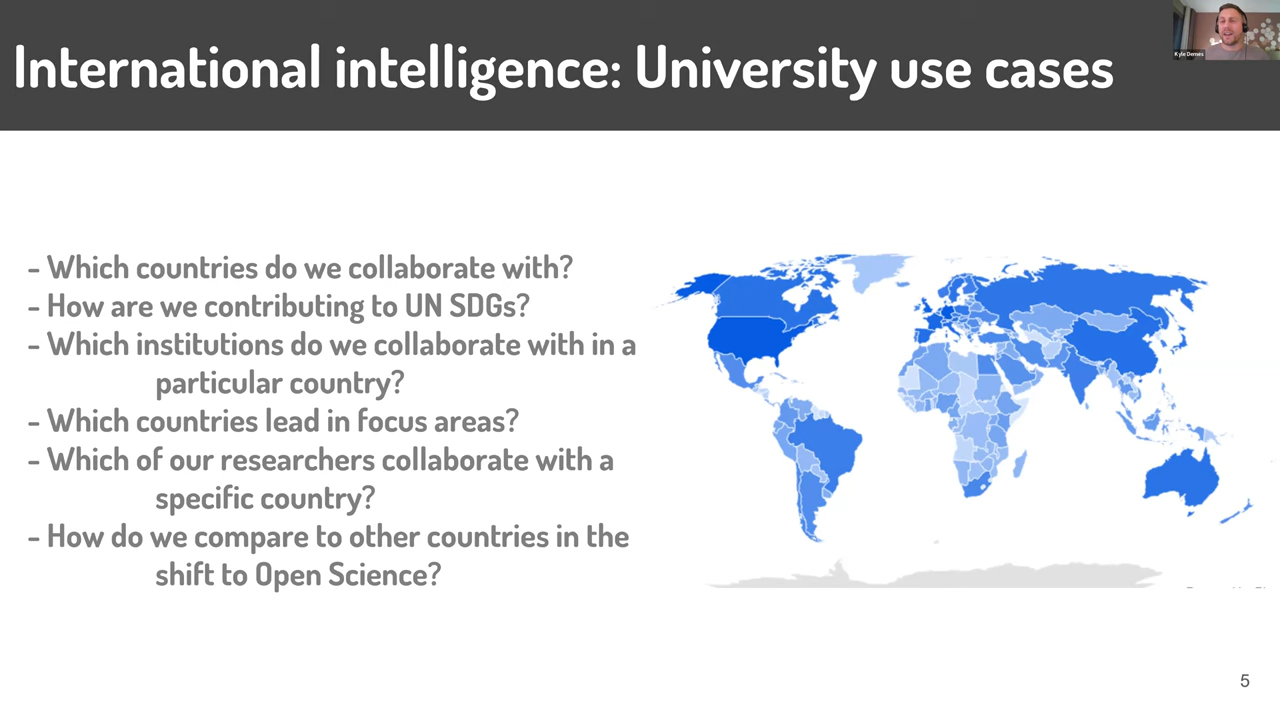 International intelligence: University use cases
Kyle Demes
- Which countries do we collaborate with?
- How are we contributing to UN SDGs?
- Which institutions do we collaborate with in a
particular country?
- Which countries lead in focus areas?
- Which of our researchers collaborate with a
specific country?
- How do we compare to other countries in the
shift to Open Science?
5